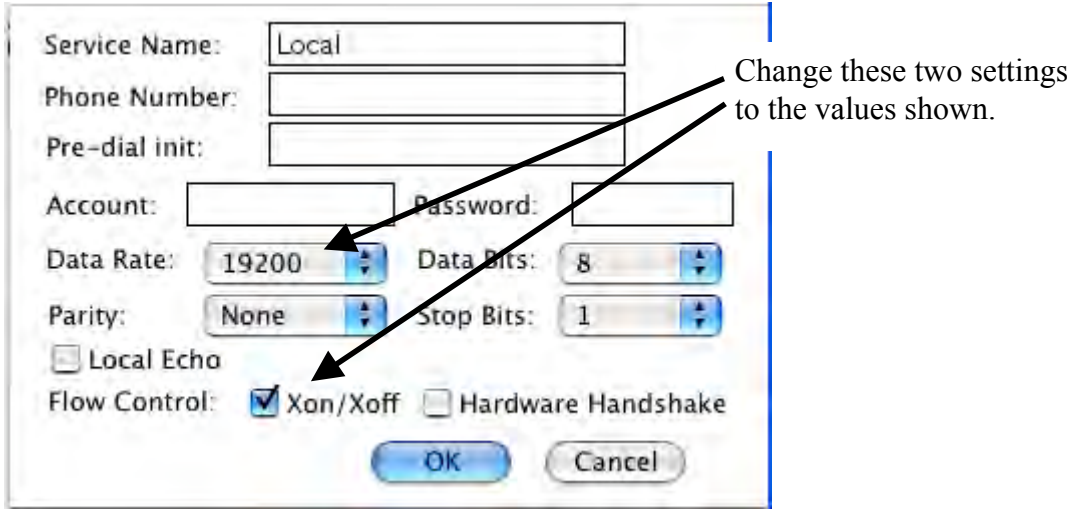 Service Name: Local
Change these two settings
to the values shown.
Phone Number:
Pre-dial init:
Account: Password:
Data Rate: 19200 Data Bits: 8
Parity: None Stop Bits: 1
Local Echo
Flow Control: Xon/Xoff Hardware Handshake
OK Cancel